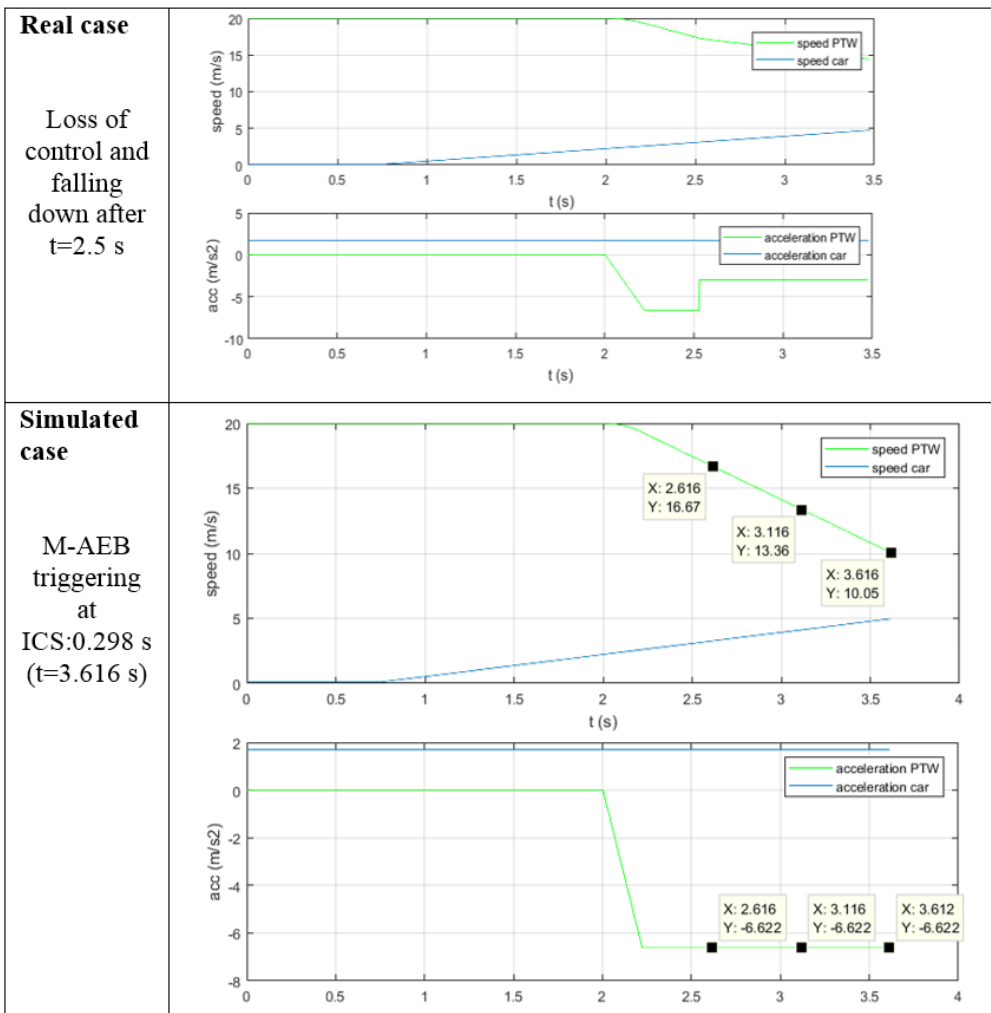 Real case
Loss of
control and
falling
down after
t=2.5 s
20
15
10
5
0
speed (m/s)
speed PTW
speed car
0 0.5 1 1.5 2 2.5 3 3.5
t (s)
5
0
-5
-10
acc (m/s2)
acceleration PTW
acceleration car
0 0.5 1 1.5 2 2.5 3 3.5
t (s)
Simulated
case
M-AEB
triggering
at
ICS:0.298 s
(t=3.616 s)
20
15
10
5
0
speed (m/s)
speed PTW
speed car
X: 2.616
Y: 16.67
X: 3.116
Y: 13.36
X: 3.616
Y: 10.05
0 0.5 1 1.5 2 2.5 3 3.5 4
t (s)
2
0
-2
-4
-6
-8
acc (m/s2)
acceleration PTW
acceleration car
X: 2.616
Y: -6.622
X: 3.116
Y: -6.622
X: 3.612
Y: -6.622
0 0.5 1 1.5 2 2.5 3 3.5 4